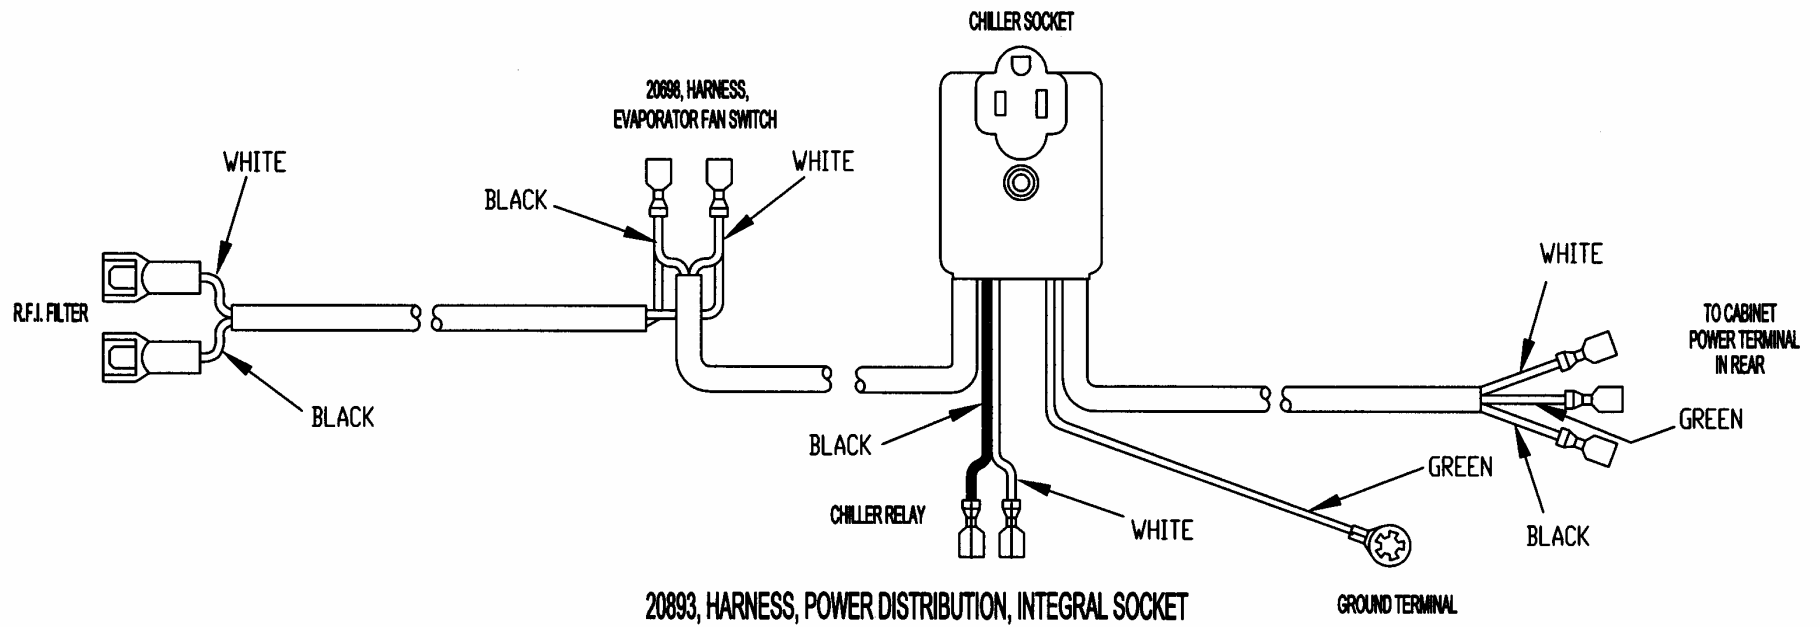 CHILLER SOCKET
20698, HARNESS,
EVAPORATOR FAN SWITCH
WHITE
WHITE
BLACK
WHITE
R.F.I. FILTER
TO CABINET
POWER TERMINAL
IN REAR
BLACK
GREEN
BLACK
GREEN
CHILLER RELAY
WHITE
BLACK
20893, HARNESS, POWER DISTRIBUTION, INTEGRAL SOCKET
GROUND TERMINAL